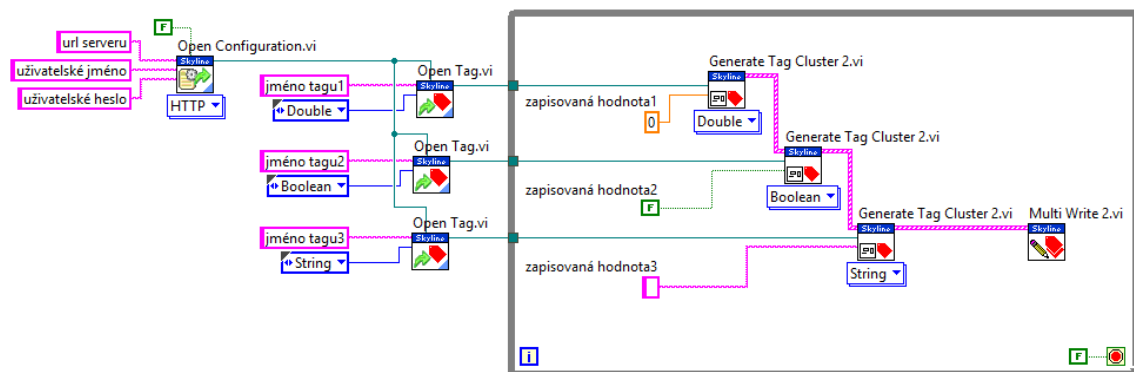 F
url serveru
uživatelské jméno
uživatelské heslo
Open Configuration.vi
Skyline
HTTP
jméno tagu1
Double
Open Tag.vi
Skyline
jméno tagu2
Boolean
Open Tag.vi
Skyline
jméno tagu3
String
Open Tag.vi
Skyline
zapisovaná hodnota1
0
Generate Tag Cluster 2.vi
Skyline
Double
zapisovaná hodnota2
F
Generate Tag Cluster 2.vi
Skyline
Boolean
zapisovaná hodnota3
Generate Tag Cluster 2.vi
Skyline
String
Multi Write 2.vi
Skyline
i
F